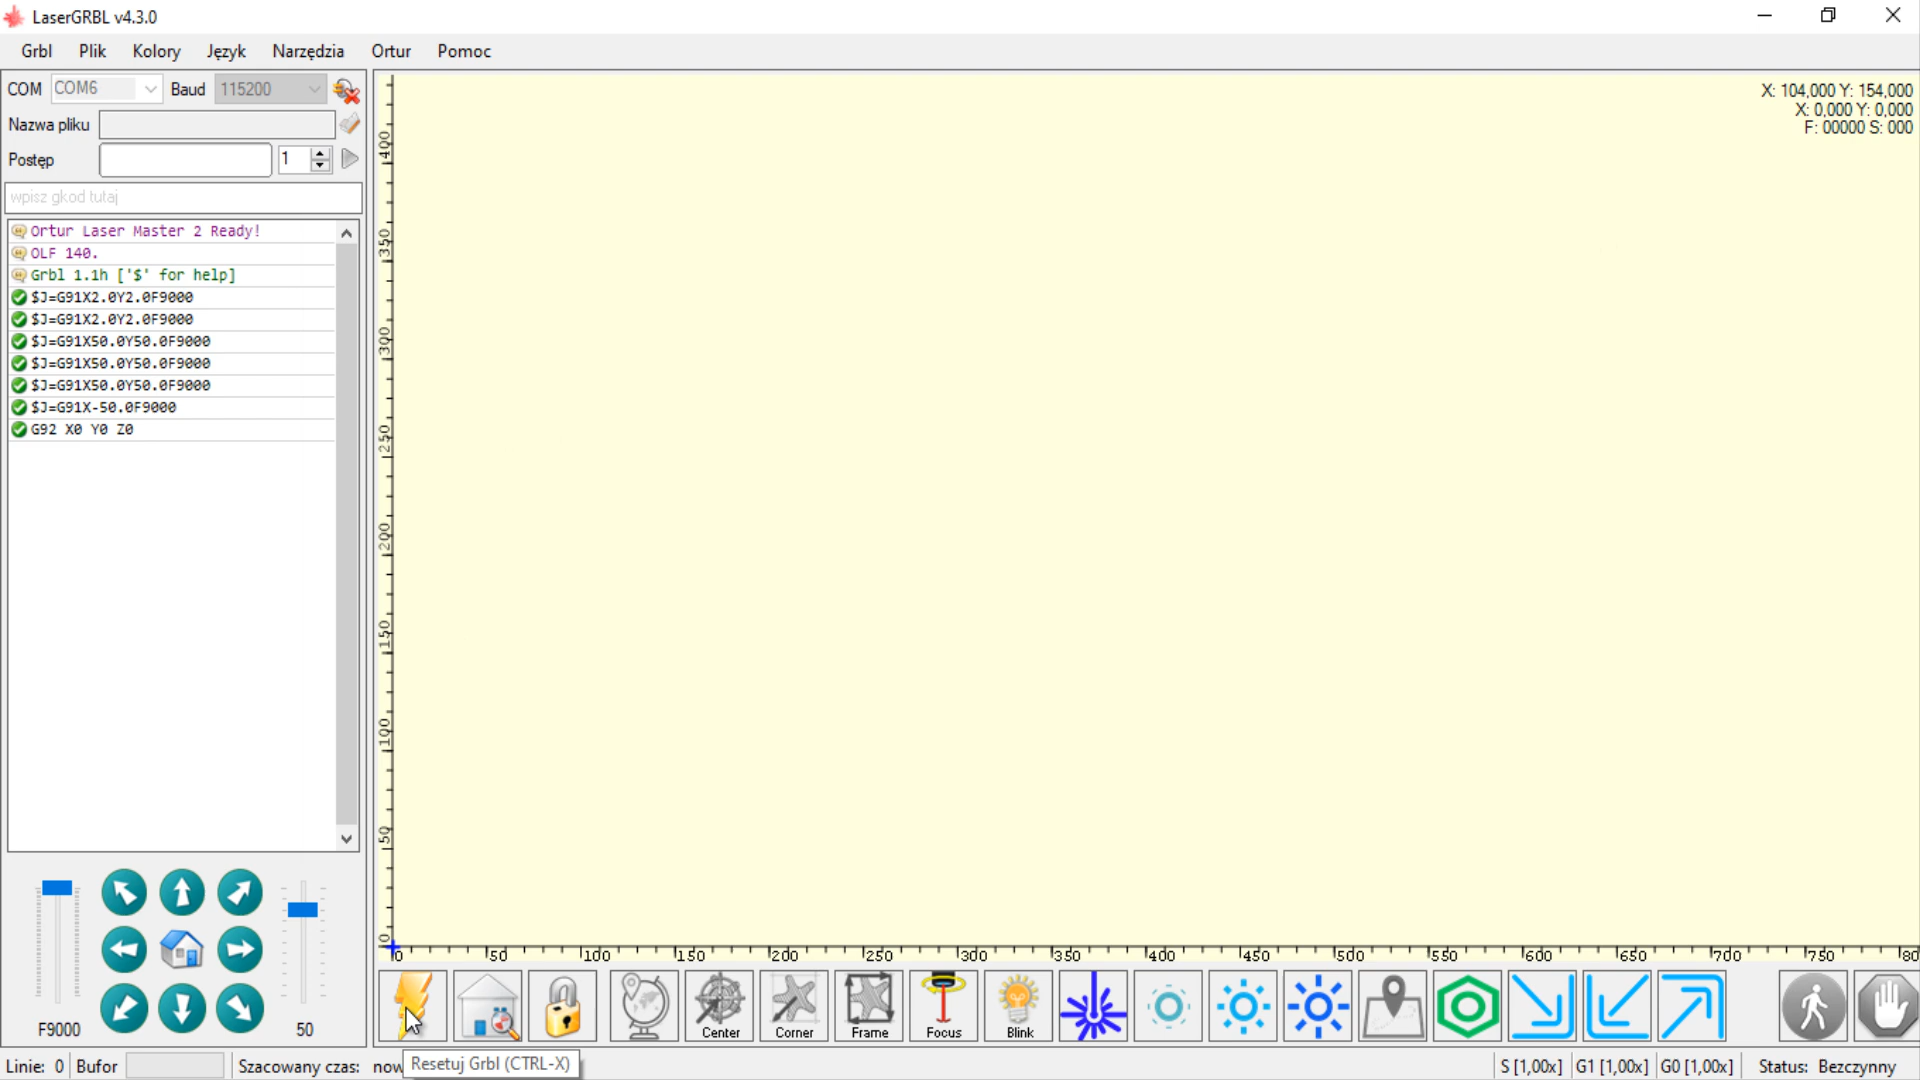 LaserGRBL v4.3.0
Grbl Plik Kolory Język Narzędzia Ortur Pomoc
COM COM6 Baud 115200
Nazwa pliku
Postęp 1
wpisz gkod tutaj
Ortur Laser Master 2 Ready!
OLF 140.
Grbl 1.1h ['$' for help]
$J=G91X2.0Y2.0F9000
$J=G91X2.0Y2.0F9000
$J=G91X50.0Y50.0F9000
$J=G91X50.0Y50.0F9000
$J=G91X50.0Y50.0F9000
$J=G91X-50.0F9000
G92 X0 Y0 Z0
F9000 50
X: 104,000 Y: 154,000
X: 0,000 Y: 0,000
F: 00000 S: 000
400
350
300
250
200
150
100
50
0
0 50 100 150 200 250 300 350 400 450 500 550 600 650 700 750 80
Center Corner Frame Focus Blink
Linie: 0 Bufor Szacowany czas: now
Resetuj Grbl (CTRL-X)
S [1,00x] G1 [1,00x] G0 [1,00x] Status: Bezczynny